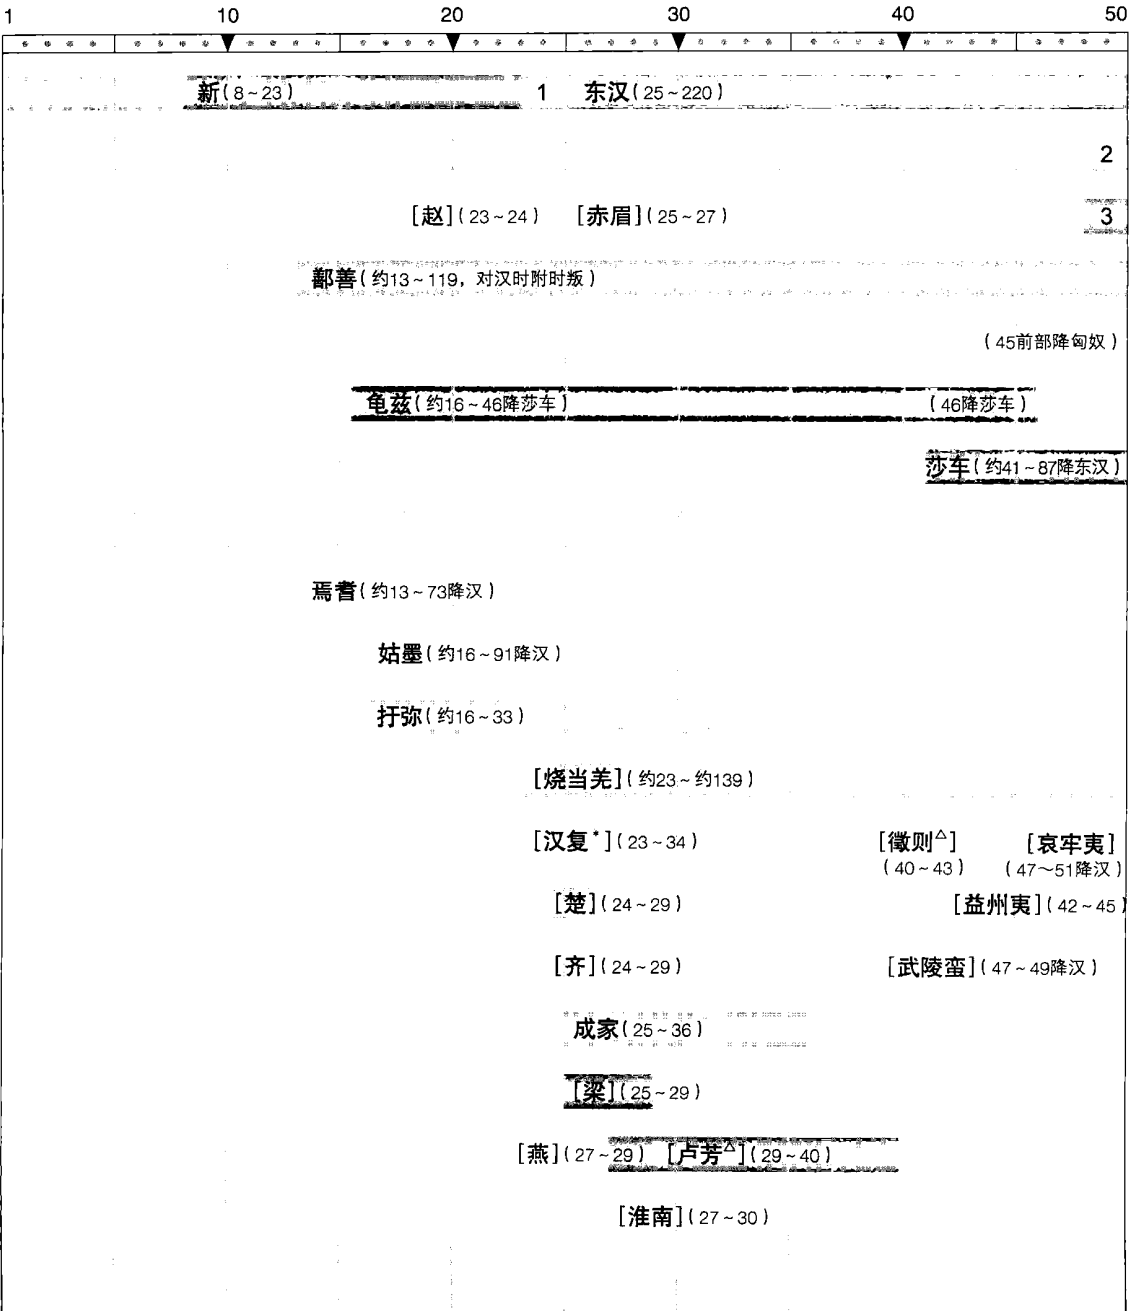 1 10 20 30 40 50
新(8~23) 1 东汉(25~220)
2
[赵](23~24) [赤眉](25~27) 3
鄯善(约13~119，对汉时附时叛)
(45前部降匈奴)
龟兹(约16~46降莎车) (46降莎车)
莎车(约41~87降东汉)
焉耆(约13~73降汉)
姑墨(约16~91降汉)
扜弥(约16~33)
[烧当羌](约23~约139)
[汉复*](23~34) [徵则△] [哀牢夷]
(40~43) (47～51降汉)
[楚](24~29) [益州夷](42~45)
[齐](24~29) [武陵蛮](47~49降汉)
成家(25~36)
[梁](25~29)
[燕](27~29) [卢芳△](29~40)
[淮南](27~30)